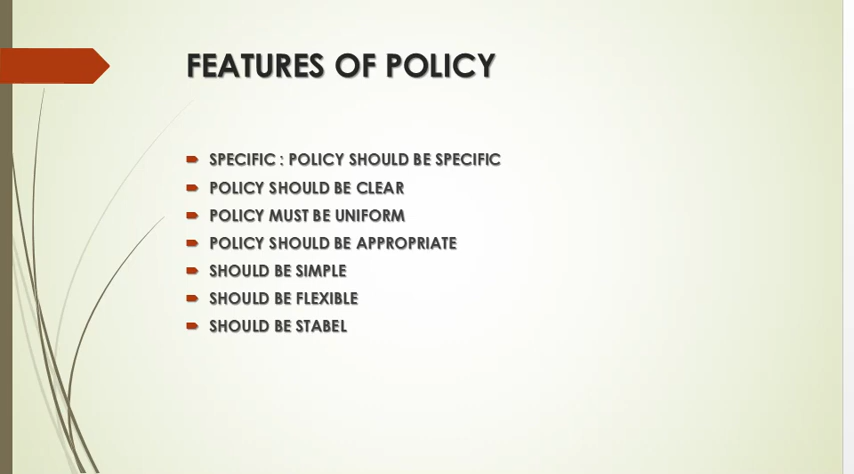 FEATURES OF POLICY
SPECIFIC : POLICY SHOULD BE SPECIFIC
POLICY SHOULD BE CLEAR
POLICY MUST BE UNIFORM
POLICY SHOULD BE APPROPRIATE
SHOULD BE SIMPLE
SHOULD BE FLEXIBLE
SHOULD BE STABEL